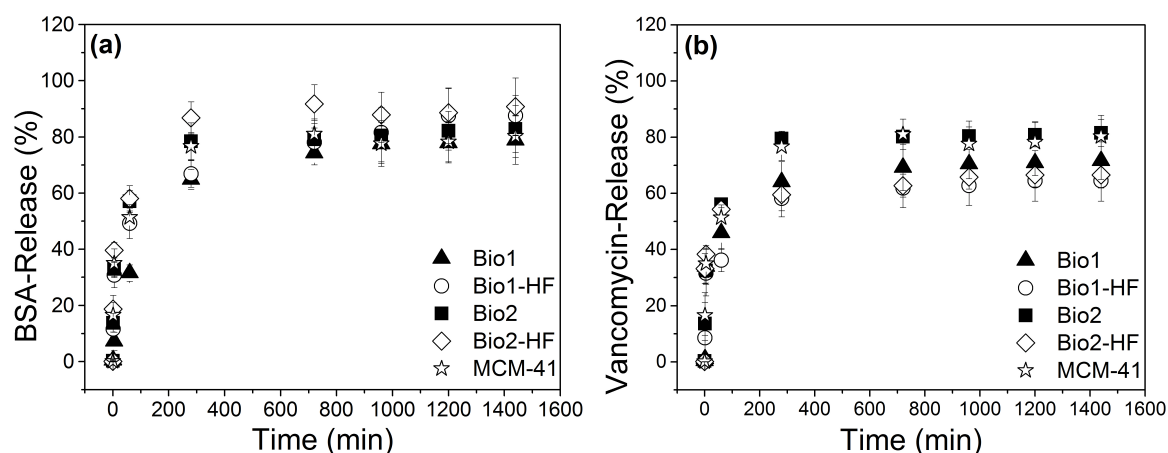 (a)
BSA-Release (%)
120
100
80
60
40
20
0
Bio1
Bio1-HF
Bio2
Bio2-HF
MCM-41
0 200 400 600 800 1000 1200 1400 1600
Time (min)
(b)
Vancomycin-Release (%)
120
100
80
60
40
20
0
Bio1
Bio1-HF
Bio2
Bio2-HF
MCM-41
0 200 400 600 800 1000 1200 1400 1600
Time (min)